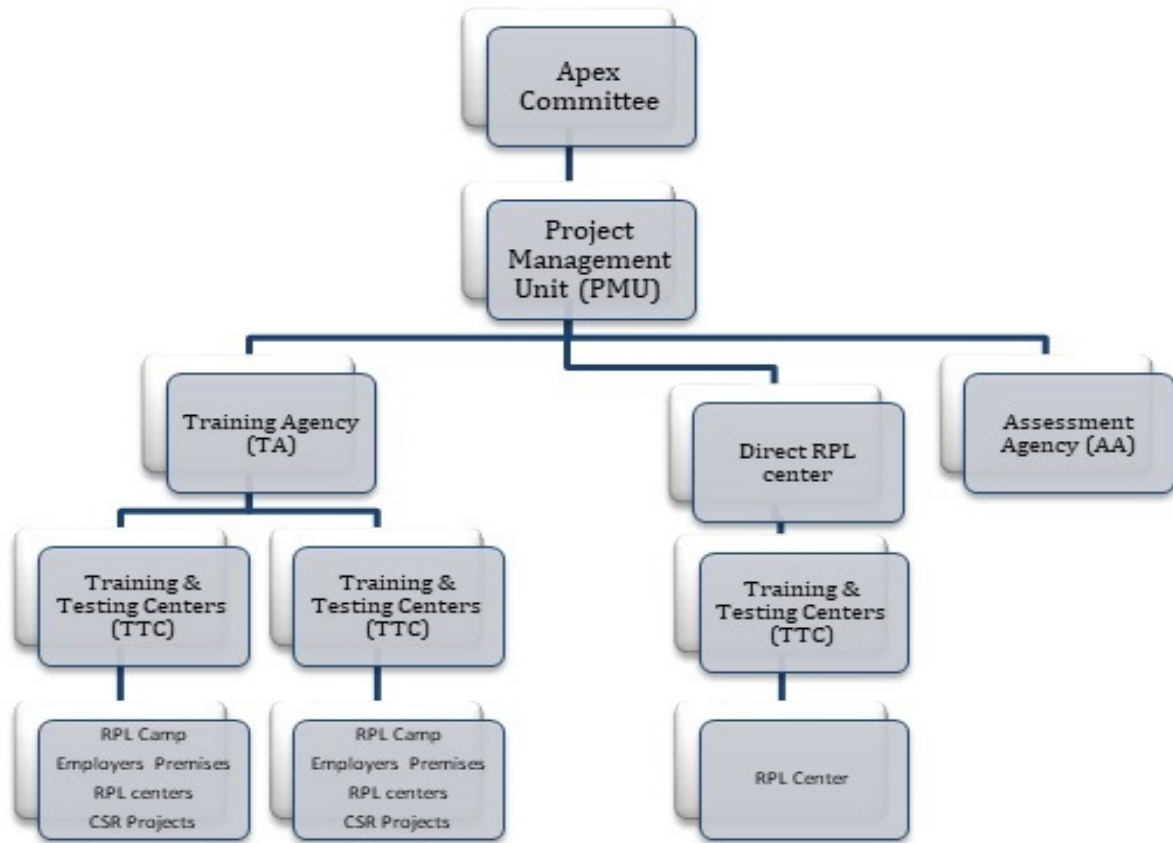 Apex
Committee
Project
Management
Unit (PMU)
Training Agency
(TA)
Direct RPL
center
Assessment
Agency (AA)
Training &
Testing Centers
(TTC)
Training &
Testing Centers
(TTC)
Training &
Testing Centers
(TTC)
RPL Camp
Employers Premises
RPL centers
CSR Projects
RPL Camp
Employers Premises
RPL centers
CSR Projects
RPL Center